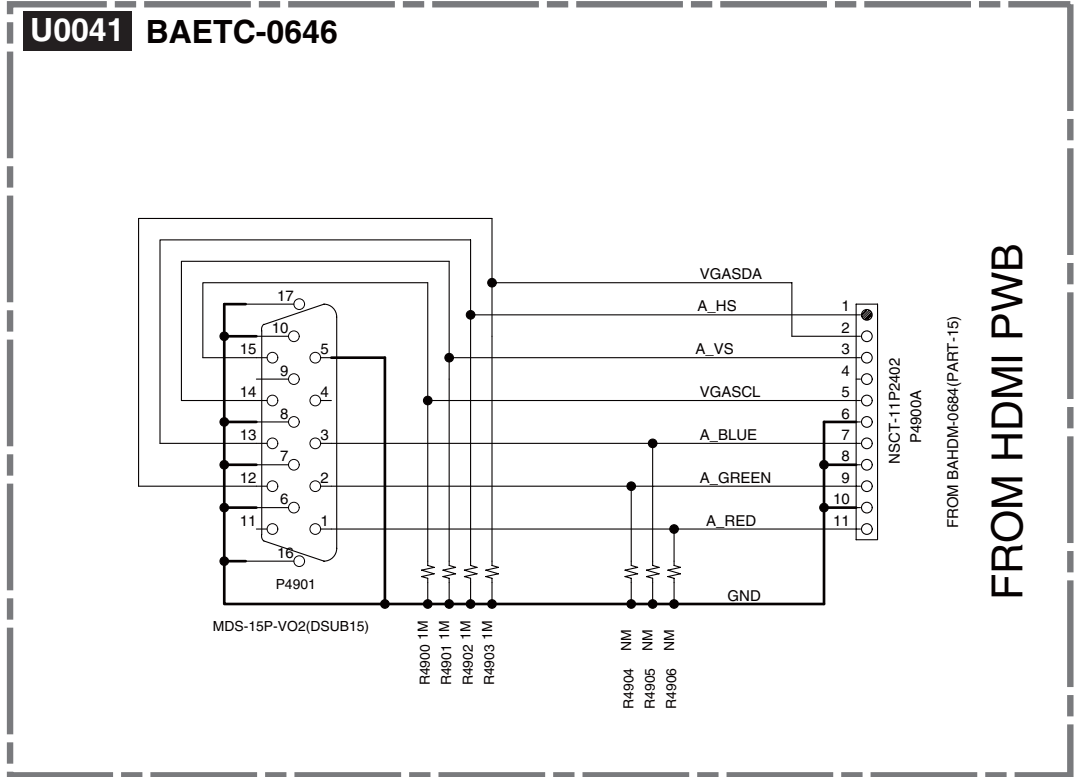 U0041 BAETC-0646
VGASDA
A_HS
A_VS
VGASCL
A_BLUE
A_GREEN
A_RED
GND
17
10
15
5
9
14
4
8
13
3
7
12
2
6
11
1
16
P4901
MDS-15P-VO2(DSUB15)
R4900 1M
R4901 1M
R4902 1M
R4903 1M
R4904 NM
R4905 NM
R4906 NM
1
2
3
4
5
6
7
8
9
10
11
NSCT-11P2402
P4900A
FROM BAHDM-0684(PART-15)
FROM HDMI PWB